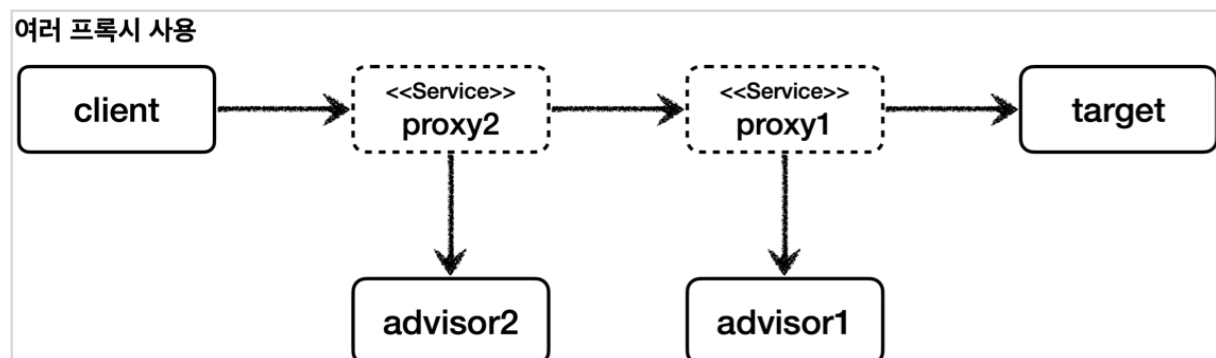 여러 프록시 사용
client
<<Service>>
proxy2
<<Service>>
proxy1
target
advisor2
advisor1